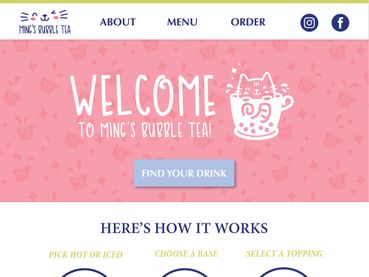 MING'S BUBBLE TEA
ABOUT
MENU
ORDER
WELCOME
TO MING'S BUBBLE TEA!
明
FIND YOUR DRINK
HERE'S HOW IT WORKS
PICK HOT OR ICED
CHOOSE A BASE
SELECT A TOPPING